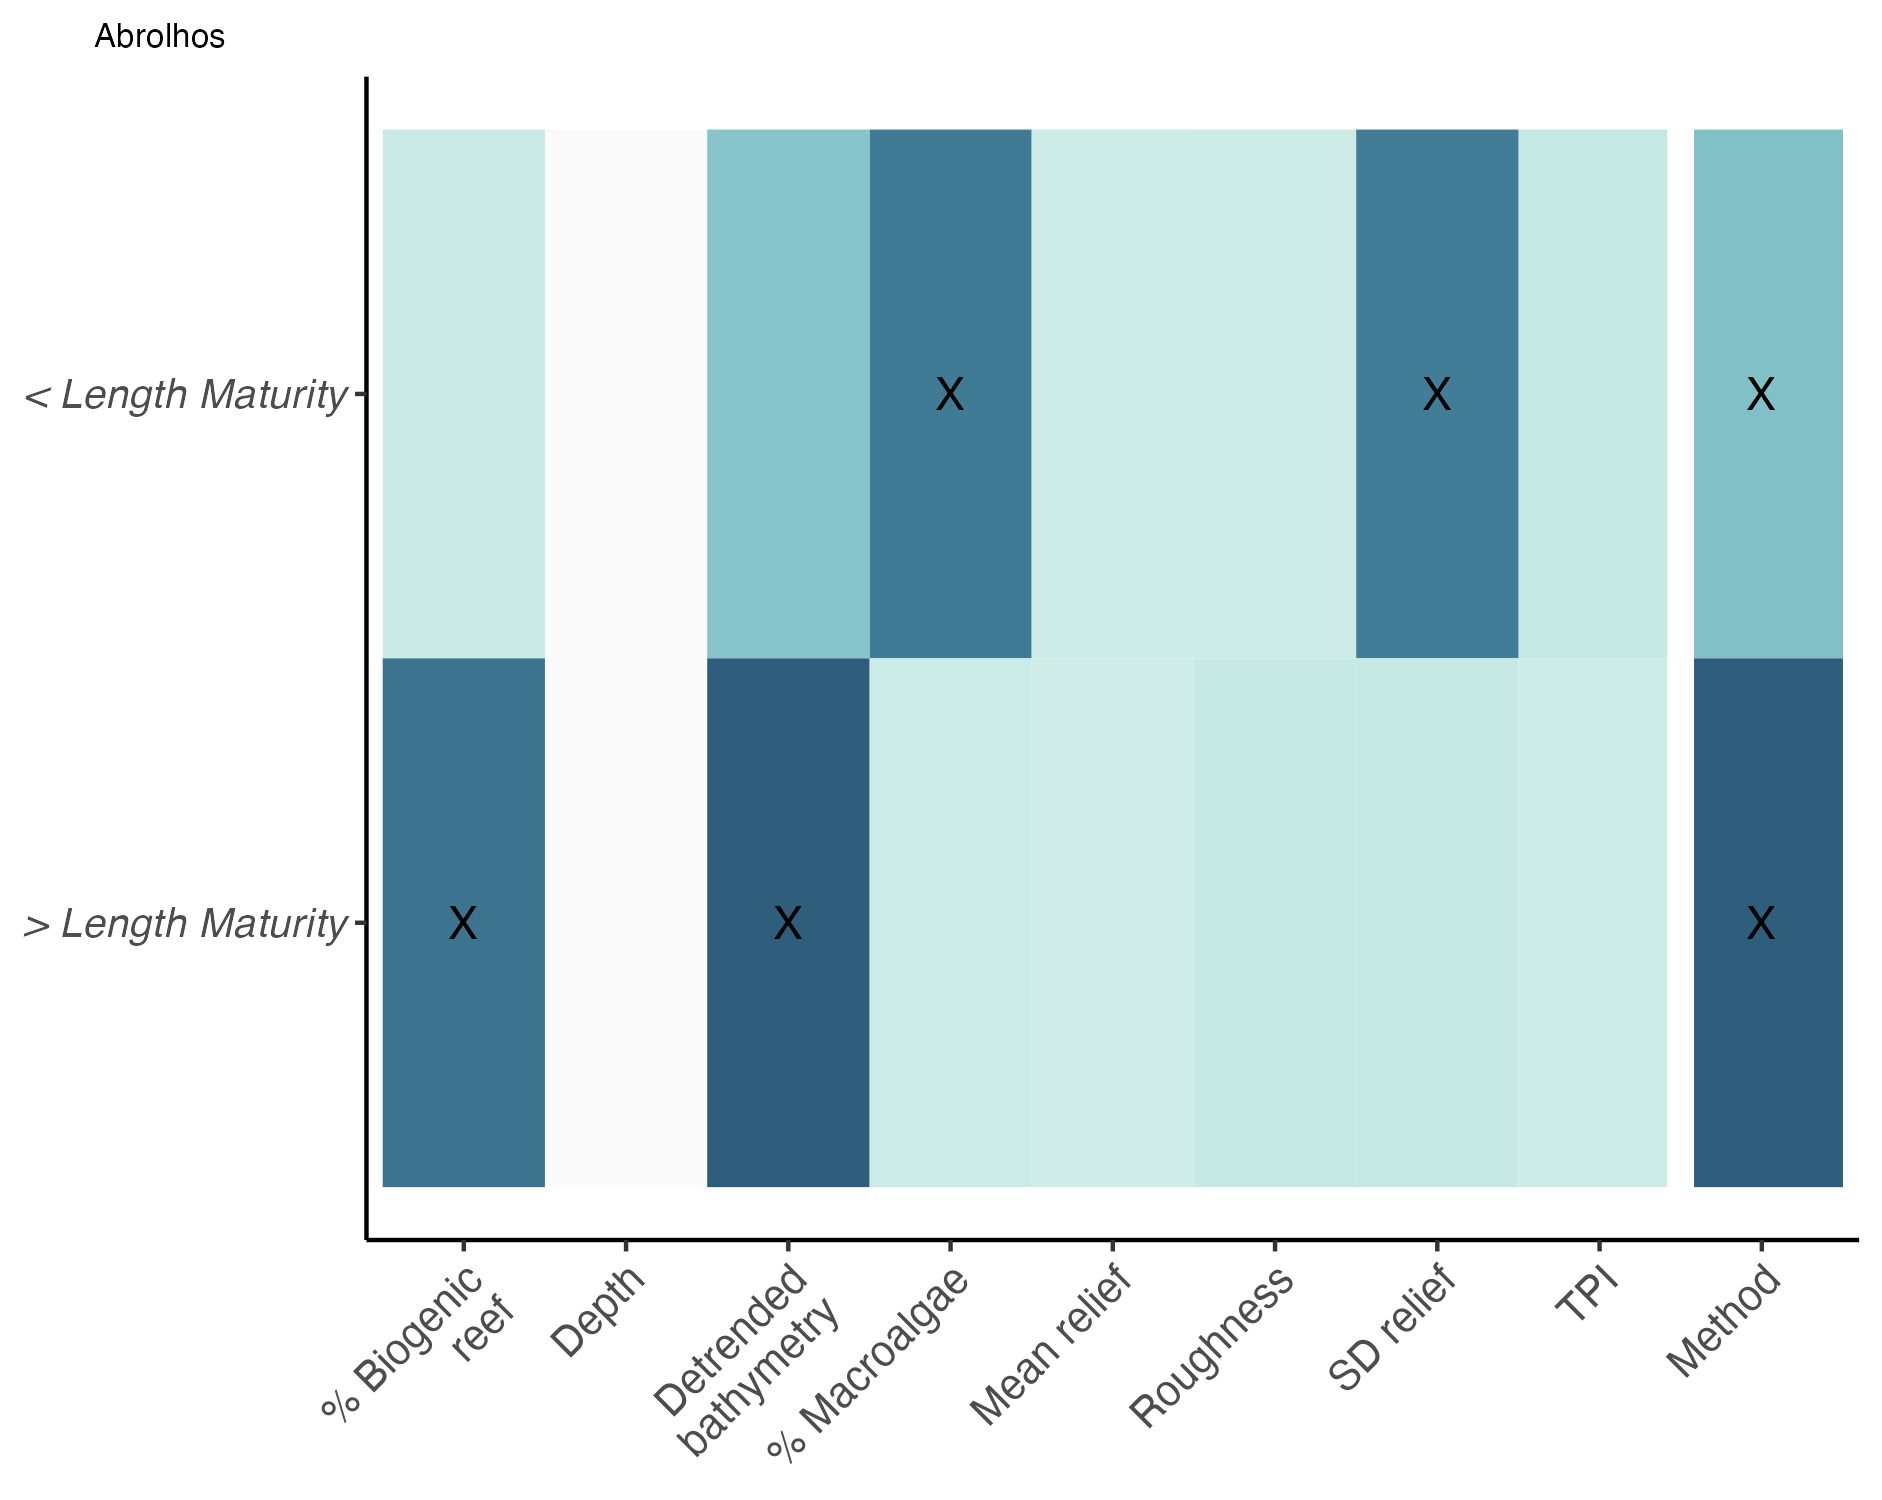 Abrolhos
< Length Maturity
X
X
X
> Length Maturity
X
X
X
% Biogenic
reef
Depth
Detrended
bathymetry
% Macroalgae
Mean relief
Roughness
SD relief
TPI
Method